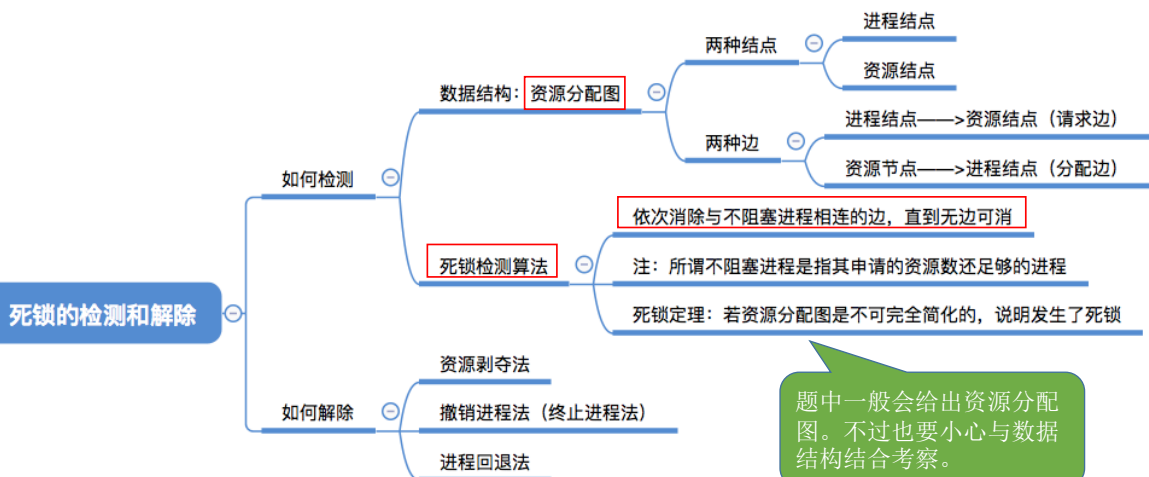 死锁的检测和解除
如何检测
数据结构：资源分配图
两种结点
进程结点
资源结点
两种边
进程结点——>资源结点（请求边）
资源节点——>进程结点（分配边）
死锁检测算法
依次消除与不阻塞进程相连的边，直到无边可消
注：所谓不阻塞进程是指其申请的资源数还足够的进程
死锁定理：若资源分配图是不可完全简化的，说明发生了死锁
如何解除
资源剥夺法
撤销进程法（终止进程法）
进程回退法
题中一般会给出资源分配
图。不过也要小心与数据
结构结合考察。